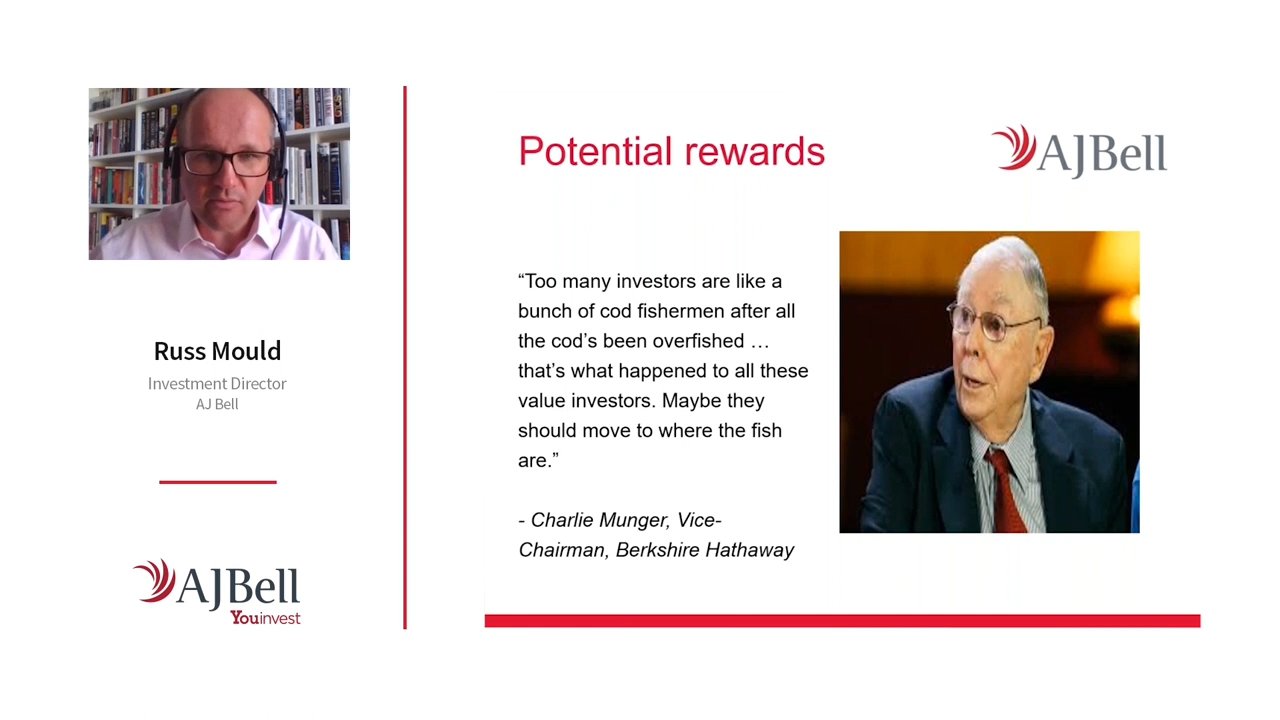 Russ Mould
Investment Director
AJ Bell
AJBell
Youinvest
Potential rewards
AJBell
“Too many investors are like a
bunch of cod fishermen after all
the cod’s been overfished …
that’s what happened to all these
value investors. Maybe they
should move to where the fish
are.”
- Charlie Munger, Vice-
Chairman, Berkshire Hathaway